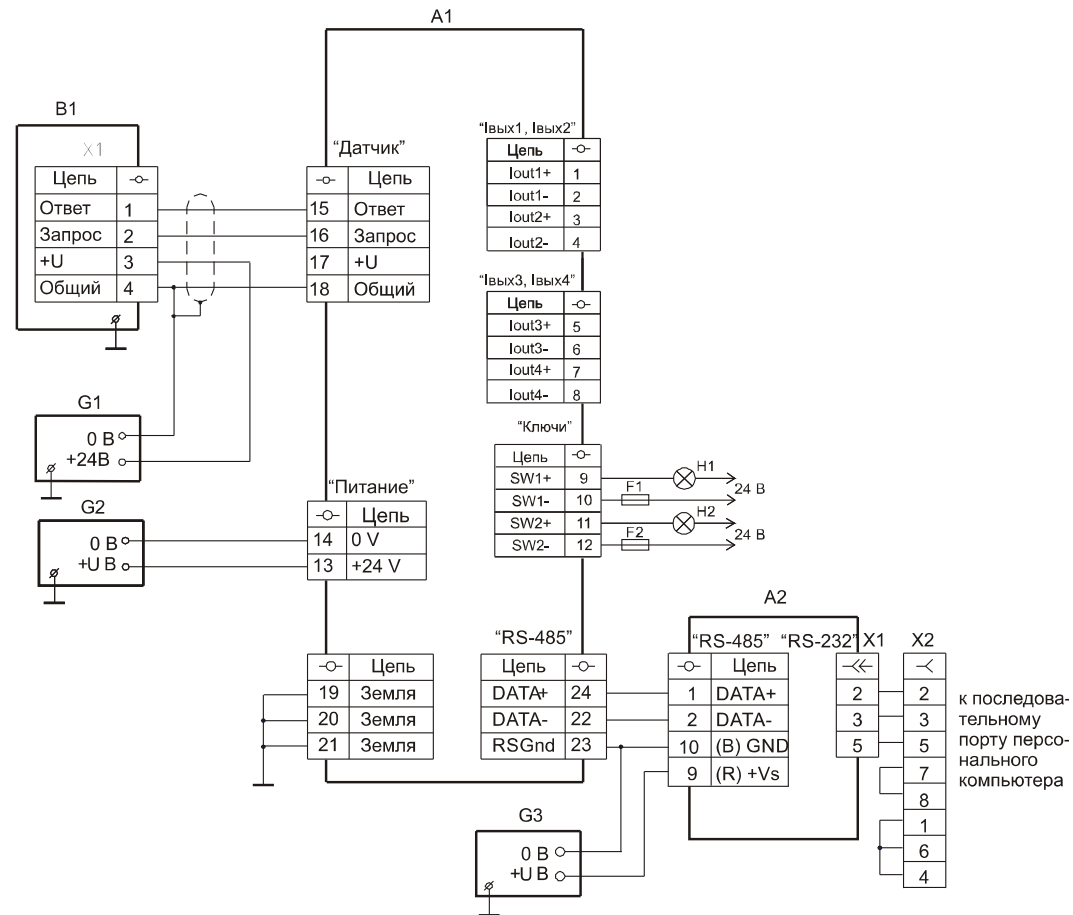 A1
B1
X1
Цепь
Ответ 1
Запрос 2
+U 3
Общий 4
“Датчик”
Цепь
15 Ответ
16 Запрос
17 +U
18 Общий
“Iвых1, Iвых2”
Цепь
Iout1+ 1
Iout1- 2
Iout2+ 3
Iout2- 4
“Iвых3, Iвых4”
Цепь
Iout3+ 5
Iout3- 6
Iout4+ 7
Iout4- 8
“Ключи”
Цепь
SW1+ 9 H1
SW1- 10 F1 24 В
SW2+ 11 H2
SW2- 12 F2 24 В
G1
0 В
+24В
G2
0 В
+U В
“Питание”
Цепь
14 0 V
13 +24 V
Цепь
19 Земля
20 Земля
21 Земля
“RS-485”
Цепь
DATA+ 24
DATA- 22
RSGnd 23
A2
“RS-485” “RS-232” X1 X2
Цепь
1 DATA+
2 DATA-
10 (B) GND
9 (R) +Vs
2
3
5
2
3
5
7
8
1
6
4
к последова-
тельному
порту персо-
нального
компьютера
G3
0 В
+U В